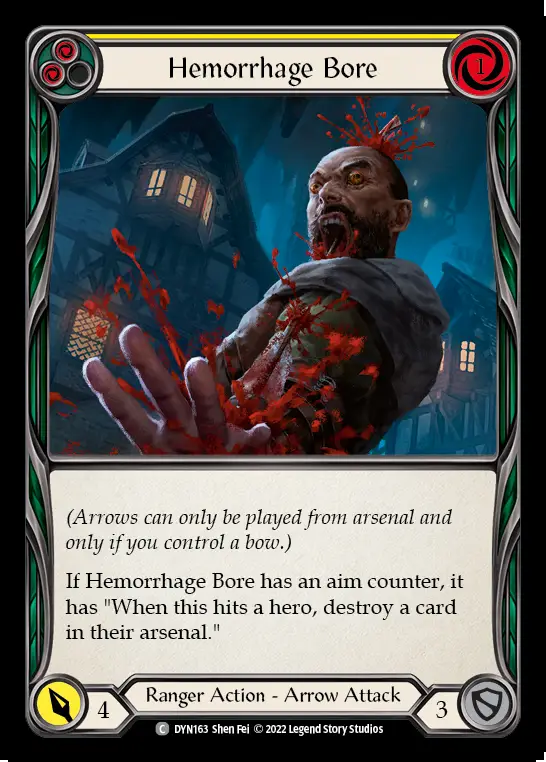 Hemorrhage Bore
1
(Arrows can only be played from arsenal and
only if you control a bow.)
If Hemorrhage Bore has an aim counter, it
has "When this hits a hero, destroy a card
in their arsenal."
4
Ranger Action - Arrow Attack
3
C DYN163 Shen Fei © 2022 Legend Story Studios